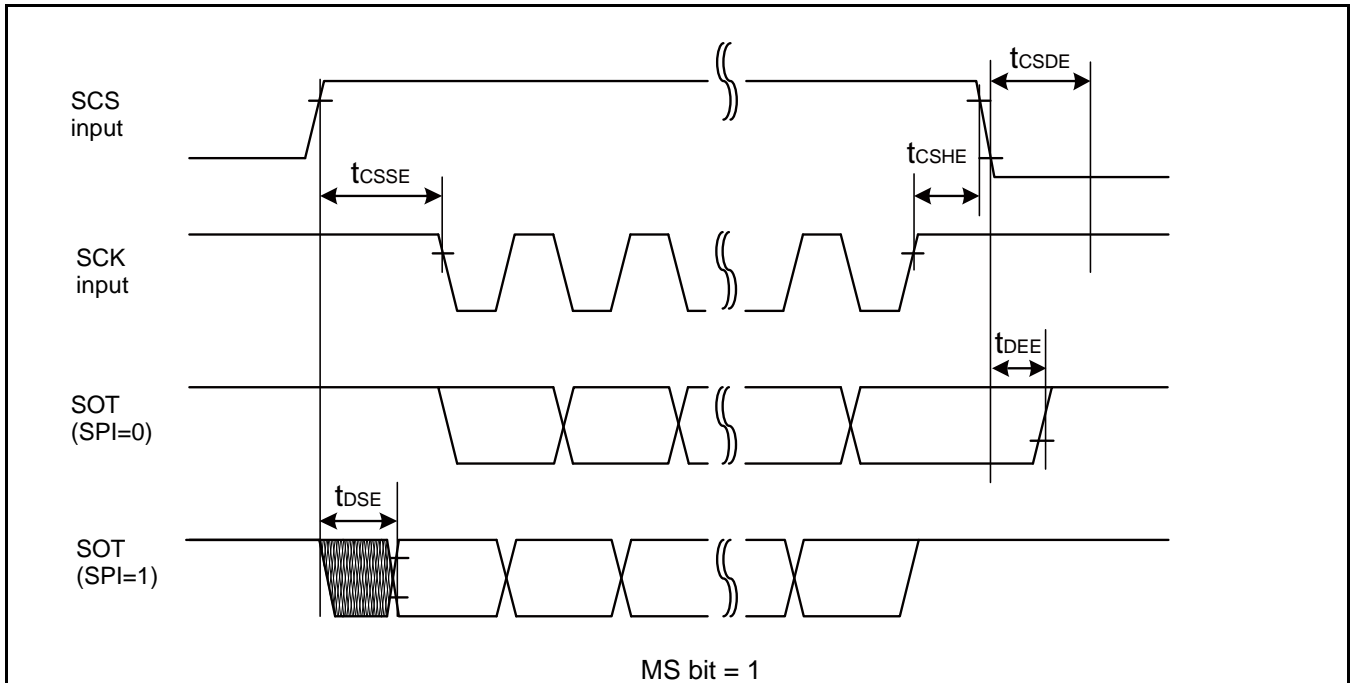 tCSDE
SCS
input
tCSHE
tCSSE
SCK
input
tDEE
SOT
(SPI=0)
tDSE
SOT
(SPI=1)
MS bit = 1